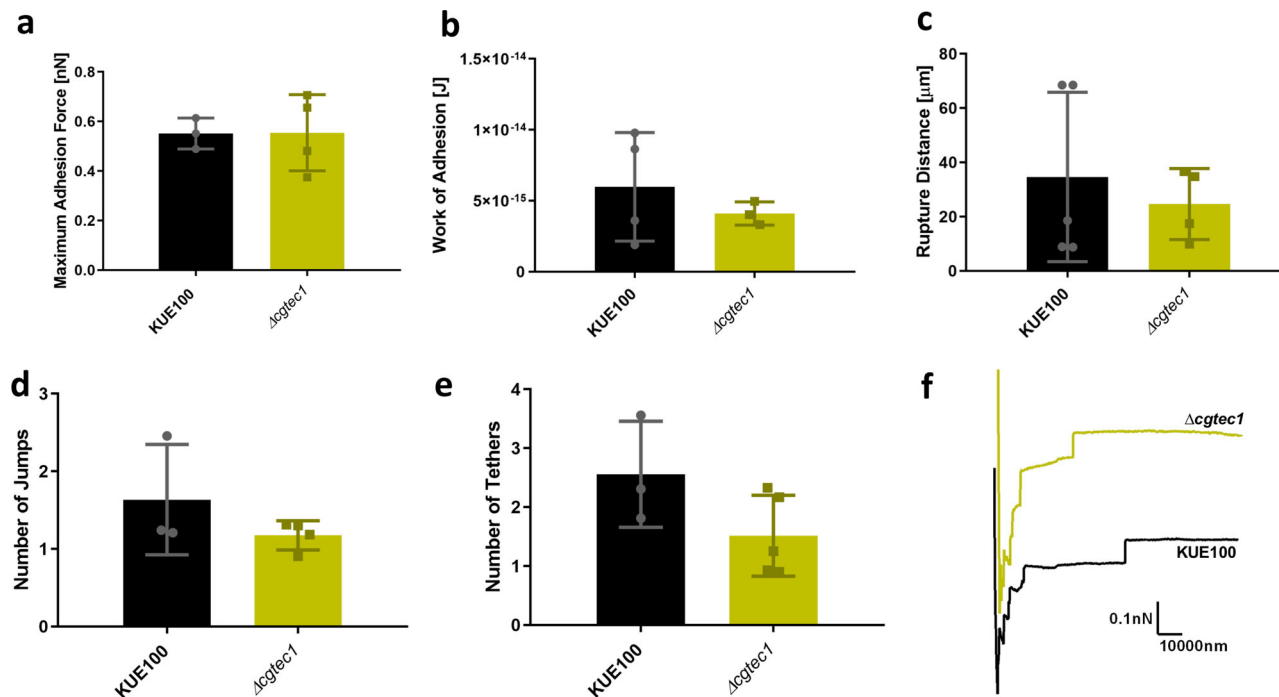 a
Maximum Adhesion Force [nN]
0.8
0.6
0.4
0.2
0.0
KUE100
Δcgtec1
b
Work of Adhesion [J]
1.5×10⁻¹⁴
1×10⁻¹⁴
5×10⁻¹⁵
0
KUE100
Δcgtec1
c
Rupture Distance [μm]
80
60
40
20
0
KUE100
Δcgtec1
d
Number of Jumps
3
2
1
0
KUE100
Δcgtec1
e
Number of Tethers
4
3
2
1
0
KUE100
Δcgtec1
f
Δcgtec1
KUE100
0.1nN
10000nm